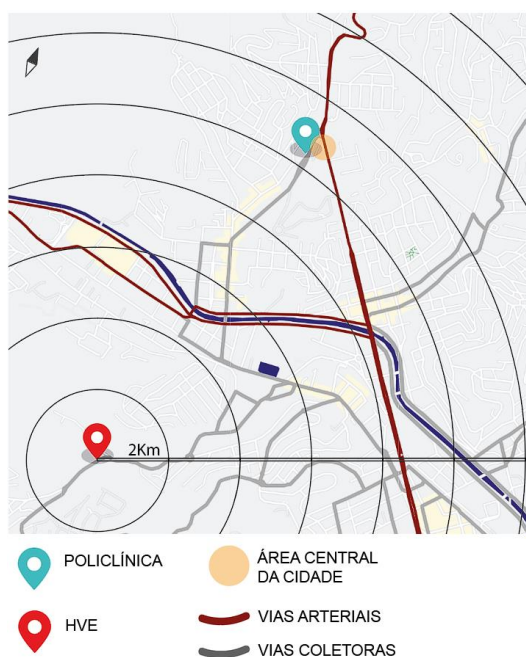 2Km
POLICLÍNICA
ÁREA CENTRAL
DA CIDADE
HVE
VIAS ARTERIAIS
VIAS COLETORAS